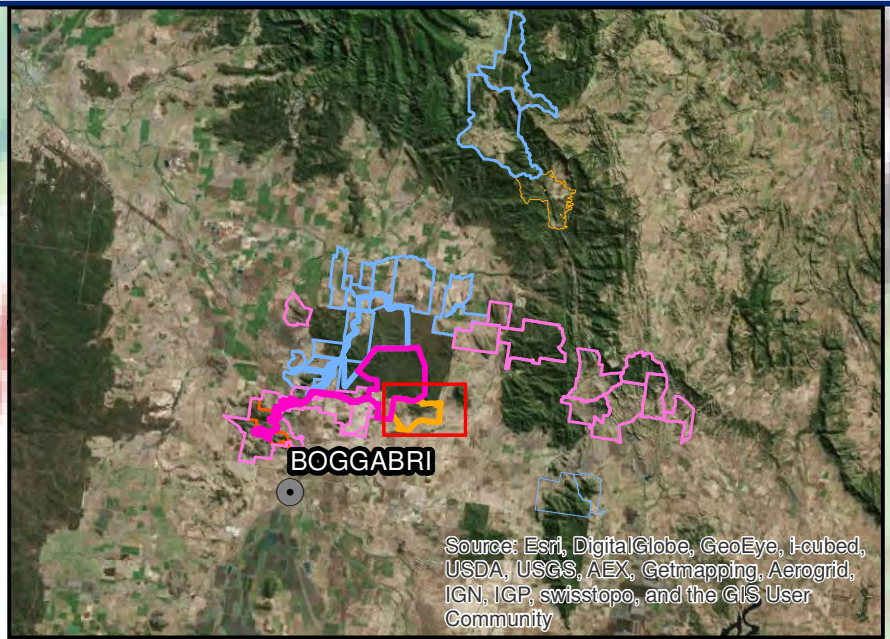 BOGGABRI
Source: Esri, DigitalGlobe, GeoEye, i-cubed,
USDA, USGS, AEX, Getmapping, Aerogrid,
IGN, IGP, swisstopo, and the GIS User
Community